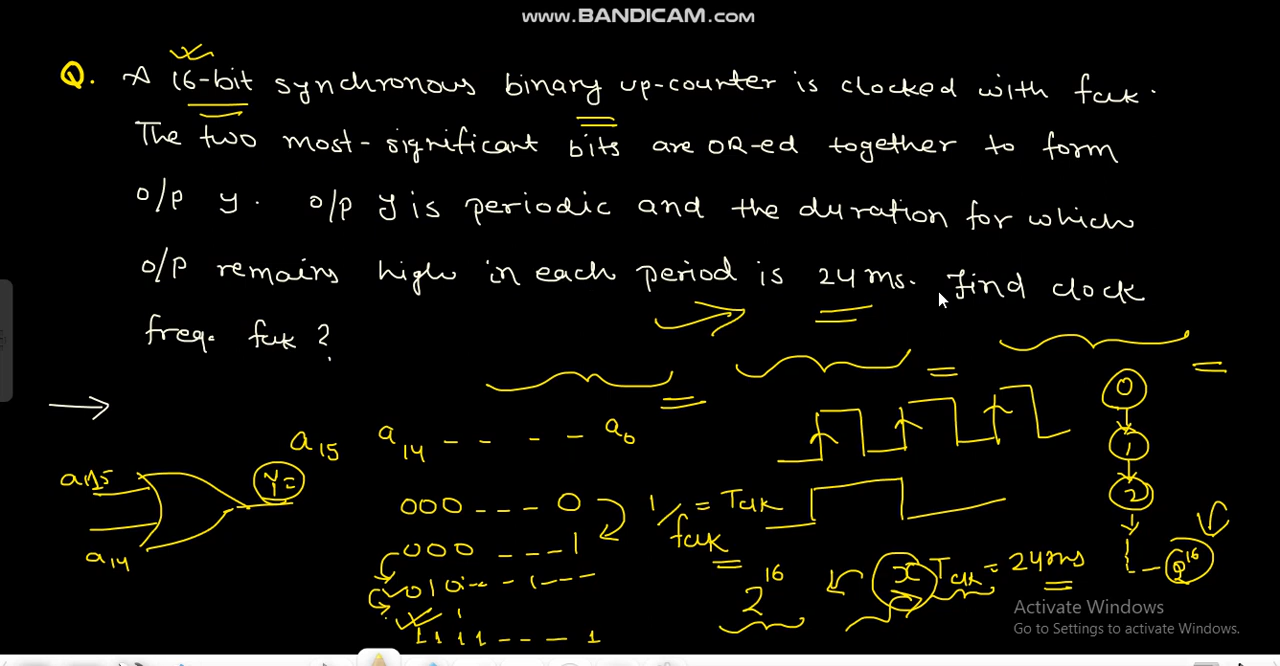 www.BANDICAM.com
Q. A 16-bit synchronous binary up-counter is clocked with fclk.
The two most-significant bits are OR-ed together to form
O/P y. O/P y is periodic and the duration for which
O/P remains high in each period is 24 ms. Find clock
freq. fclk ?
a15 a14 - - - - a0
a15
Y=
a14
000 - - - 0
000 - - - 1
1111 - - - 1
1/fclk = Tclk
2^16
x Tclk = 24ms
0
1
2
2^16
Activate Windows
Go to Settings to activate Windows.